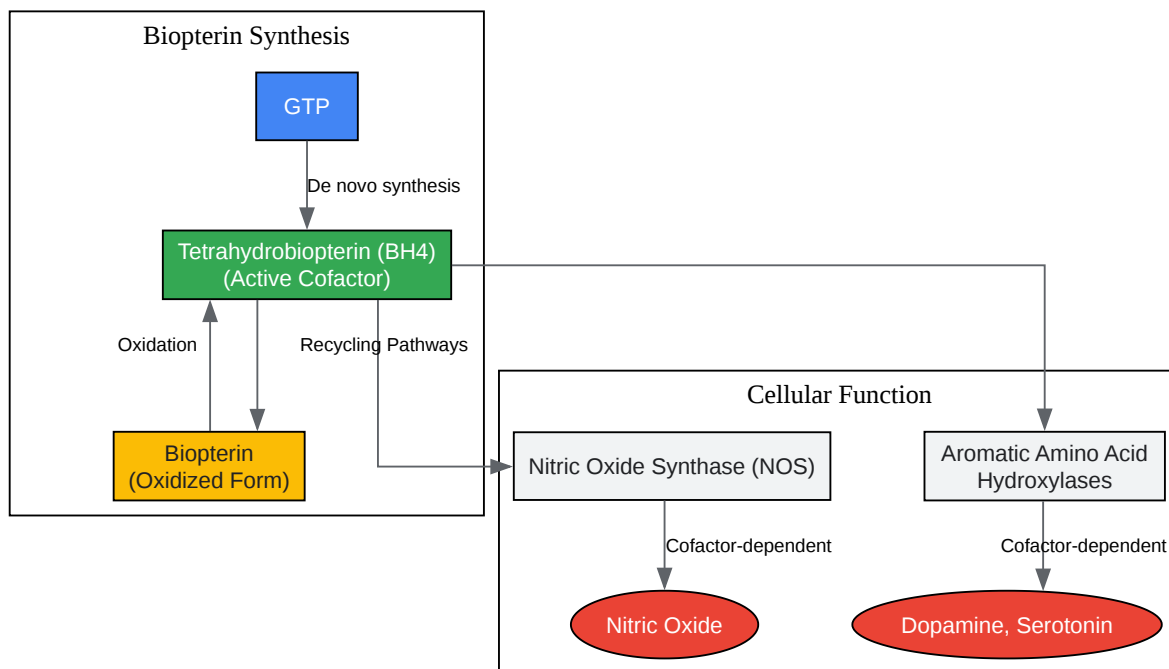 Biopterin Synthesis
GTP
De novo synthesis
Tetrahydrobiopterin (BH4)
(Active Cofactor)
Oxidation
Recycling Pathways
Biopterin
(Oxidized Form)
Cellular Function
Nitric Oxide Synthase (NOS)
Aromatic Amino Acid
Hydroxylases
Cofactor-dependent
Cofactor-dependent
Nitric Oxide
Dopamine, Serotonin